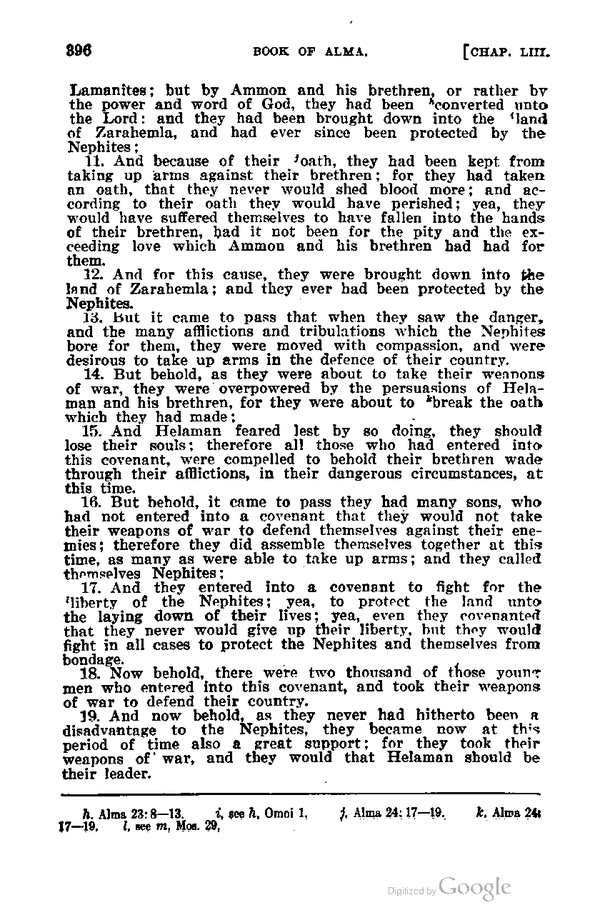 396 BOOK OF ALMA. [CHAP. LIII.
Lamanites; but by Ammon and his brethren, or rather by
the power and word of God, they had been hconverted unto
the Lord: and they had been brought down into the iland
of Zarahemla, and had ever since been protected by the
Nephites;
11. And because of their joath, they had been kept from
taking up arms against their brethren; for they had taken
an oath, that they never would shed blood more; and ac-
cording to their oath they would have perished; yea, they
would have suffered themselves to have fallen into the hands
of their brethren, had it not been for the pity and the ex-
ceeding love which Ammon and his brethren had had for
them.
12. And for this cause, they were brought down into the
land of Zarahemla; and they ever had been protected by the
Nephites.
13. But it came to pass that when they saw the danger,
and the many afflictions and tribulations which the Nephites
bore for them, they were moved with compassion, and were
desirous to take up arms in the defence of their country.
14. But behold, as they were about to take their weapons
of war, they were overpowered by the persuasions of Hela-
man and his brethren, for they were about to kbreak the oath
which they had made;
15. And Helaman feared lest by so doing, they should
lose their souls; therefore all those who had entered into
this covenant, were compelled to behold their brethren wade
through their afflictions, in their dangerous circumstances, at
this time.
16. But behold, it came to pass they had many sons, who
had not entered into a covenant that they would not take
their weapons of war to defend themselves against their ene-
mies; therefore they did assemble themselves together at this
time, as many as were able to take up arms; and they called
themselves Nephites;
17. And they entered into a covenant to fight for the
lliberty of the Nephites; yea, to protect the land unto
the laying down of their lives; yea, even they covenanted
that they never would give up their liberty, but they would
fight in all cases to protect the Nephites and themselves from
bondage.
18. Now behold, there were two thousand of those young
men who entered into this covenant, and took their weapons
of war to defend their country.
19. And now behold, as they never had hitherto been a
disadvantage to the Nephites, they became now at this
period of time also a great support; for they took their
weapons of war, and they would that Helaman should be
their leader.
h. Alma 23:8—13. i, see h, Omni 1. j. Alma 24:17—19. k. Alma 24:
17—19. l, see m, Mos. 29.
Digitized by Google